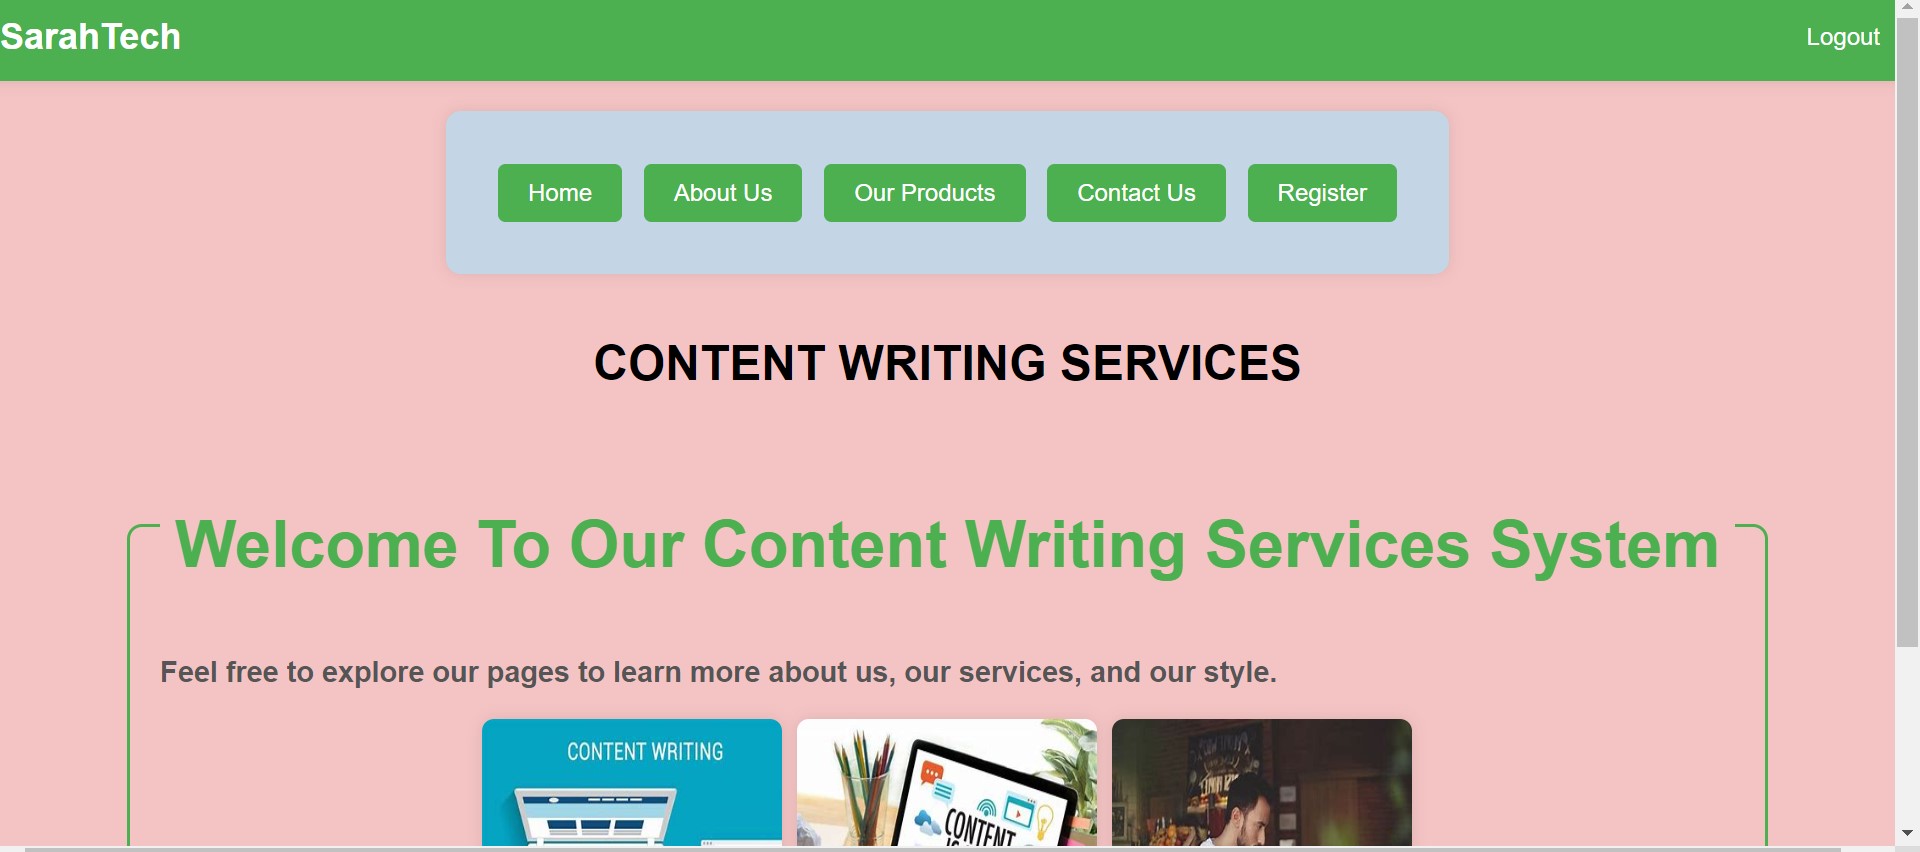 SarahTech
Logout
Home
About Us
Our Products
Contact Us
Register
CONTENT WRITING SERVICES
Welcome To Our Content Writing Services System
Feel free to explore our pages to learn more about us, our services, and our style.
CONTENT WRITING
CONTENT